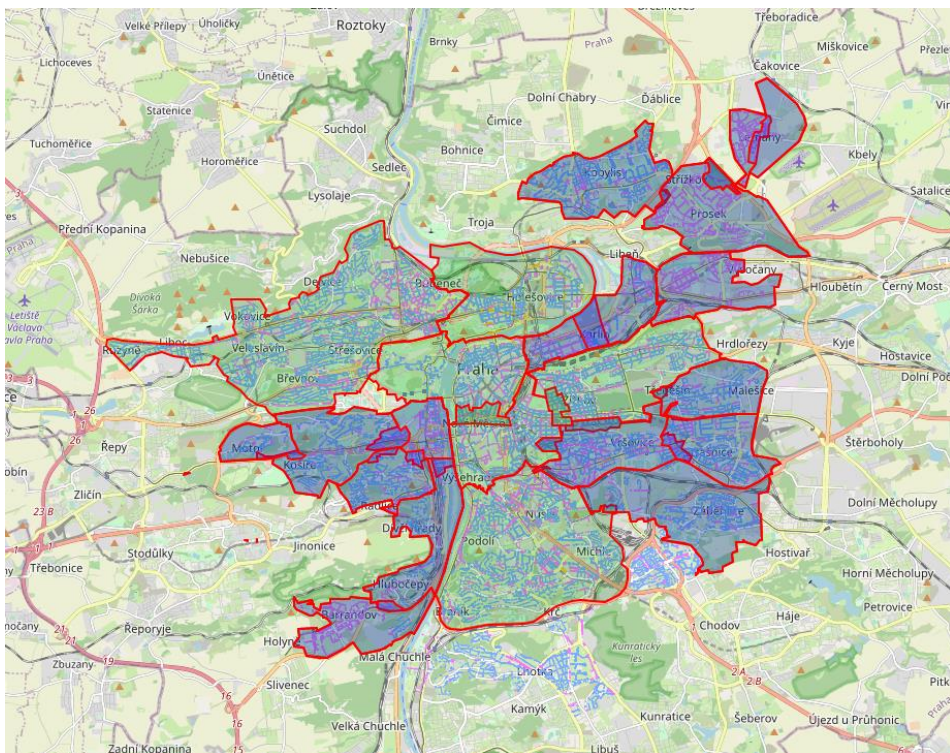 Roztoky
Velké Přílepy
Úholičky
Lichoceves
Brnky
Praha
Třeboradice
Miškovice
Únětice
Statenice
Dolní Chabry
Ďáblice
Čakovice
Suchdol
Čimice
Tuchoměřice
Horoměřice
Bohnice
Kobylisy
Kbely
Sedlec
Střížkov
Satalice
Lysolaje
Troja
Prosek
Přední Kopanina
Nebušice
Libeň
Divoká
Šárka
Dejvice
Bubeneč
Holešovice
Hloubětín
Černý Most
Letiště
Václava
Vokovice
Ruzyně
Liboc
Veleslavín
Střešovice
Hrdlořezy
Kyje
Hostavice
Břevnov
Praha
Malešice
Motol
Řepy
Košíře
Vršovice
Štěrboholy
Zličín
Vyšehrad
Záběhlice
Dolní Měcholupy
Stodůlky
Jinonice
Podolí
Nusle
Michle
Hostivař
Třebonice
Hlubočepy
Horní Měcholupy
Barrandov
Braník
Krč
Petrovice
Řeporyje
Háje
Chodov
Zbuzany
Malá Chuchle
Kunratický
les
Slivenec
Lhotka
Kamýk
Kunratice
Šeberov
Újezd u Průhonic
Velká Chuchle
Libuš
Zadní Kopanina